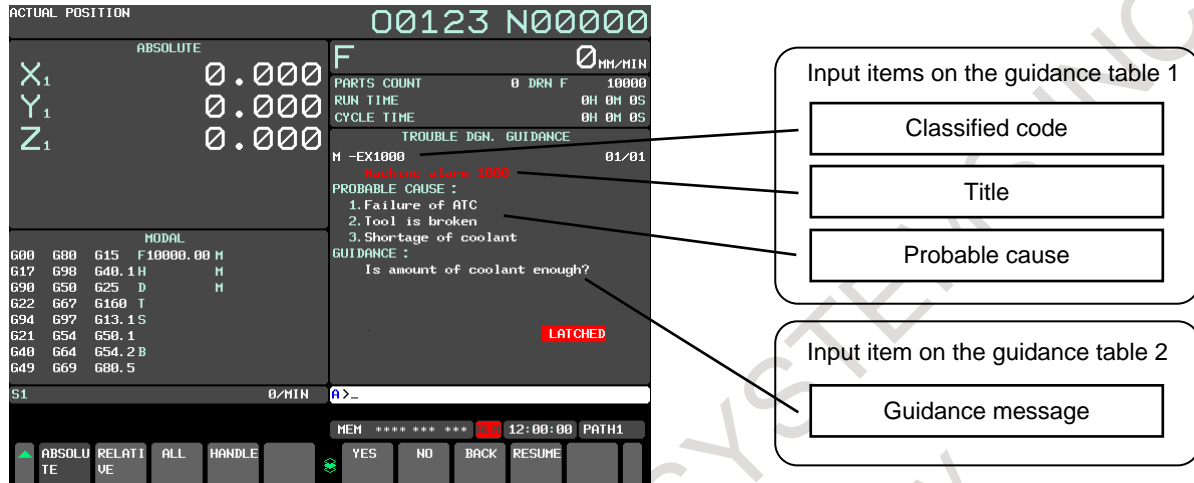 ACTUAL POSITION
O0123 N00000
ABSOLUTE
X1 0.000
Y1 0.000
Z1 0.000
F 0 MM/MIN
PARTS COUNT 0 DRN F 10000
RUN TIME 0H 0M 0S
CYCLE TIME 0H 0M 0S
TROUBLE DGN. GUIDANCE
M -EX1000 01/01
Machine alarm 1000
PROBABLE CAUSE :
1.Failure of ATC
2.Tool is broken
3.Shortage of coolant
GUIDANCE :
Is amount of coolant enough?
LATCHED
MODAL
G00 G80 G15 F10000.00 M
G17 G98 G40.1 H M
G90 G50 G25 D M
G22 G67 G160 T
G94 G97 G13.1 S
G21 G54 G50.1
G40 G64 G54.2 B
G49 G69 G80.5
S1 0/MIN
A>_
MEM **** *** *** ALM 12:00:00 PATH1
ABSOLUTE RELATIVE ALL HANDLE
YES NO BACK RESUME
Input items on the guidance table 1
Classified code
Title
Probable cause
Input item on the guidance table 2
Guidance message
SYSTEMS INC